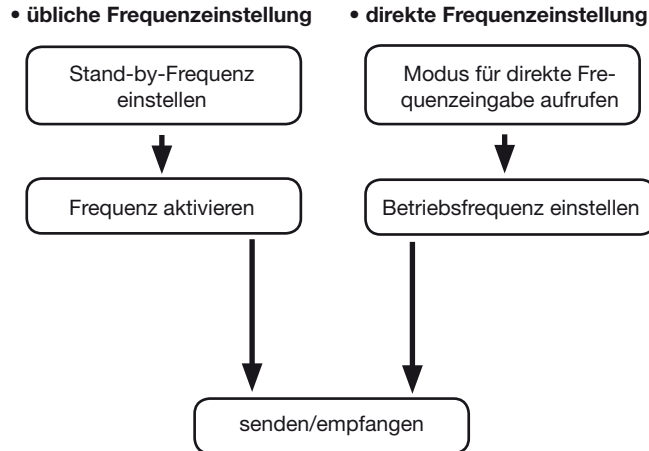 • übliche Frequenzeinstellung
Stand-by-Frequenz
einstellen
Frequenz aktivieren
• direkte Frequenzeinstellung
Modus für direkte Fre-
quenzeingabe aufrufen
Betriebsfrequenz einstellen
senden/empfangen